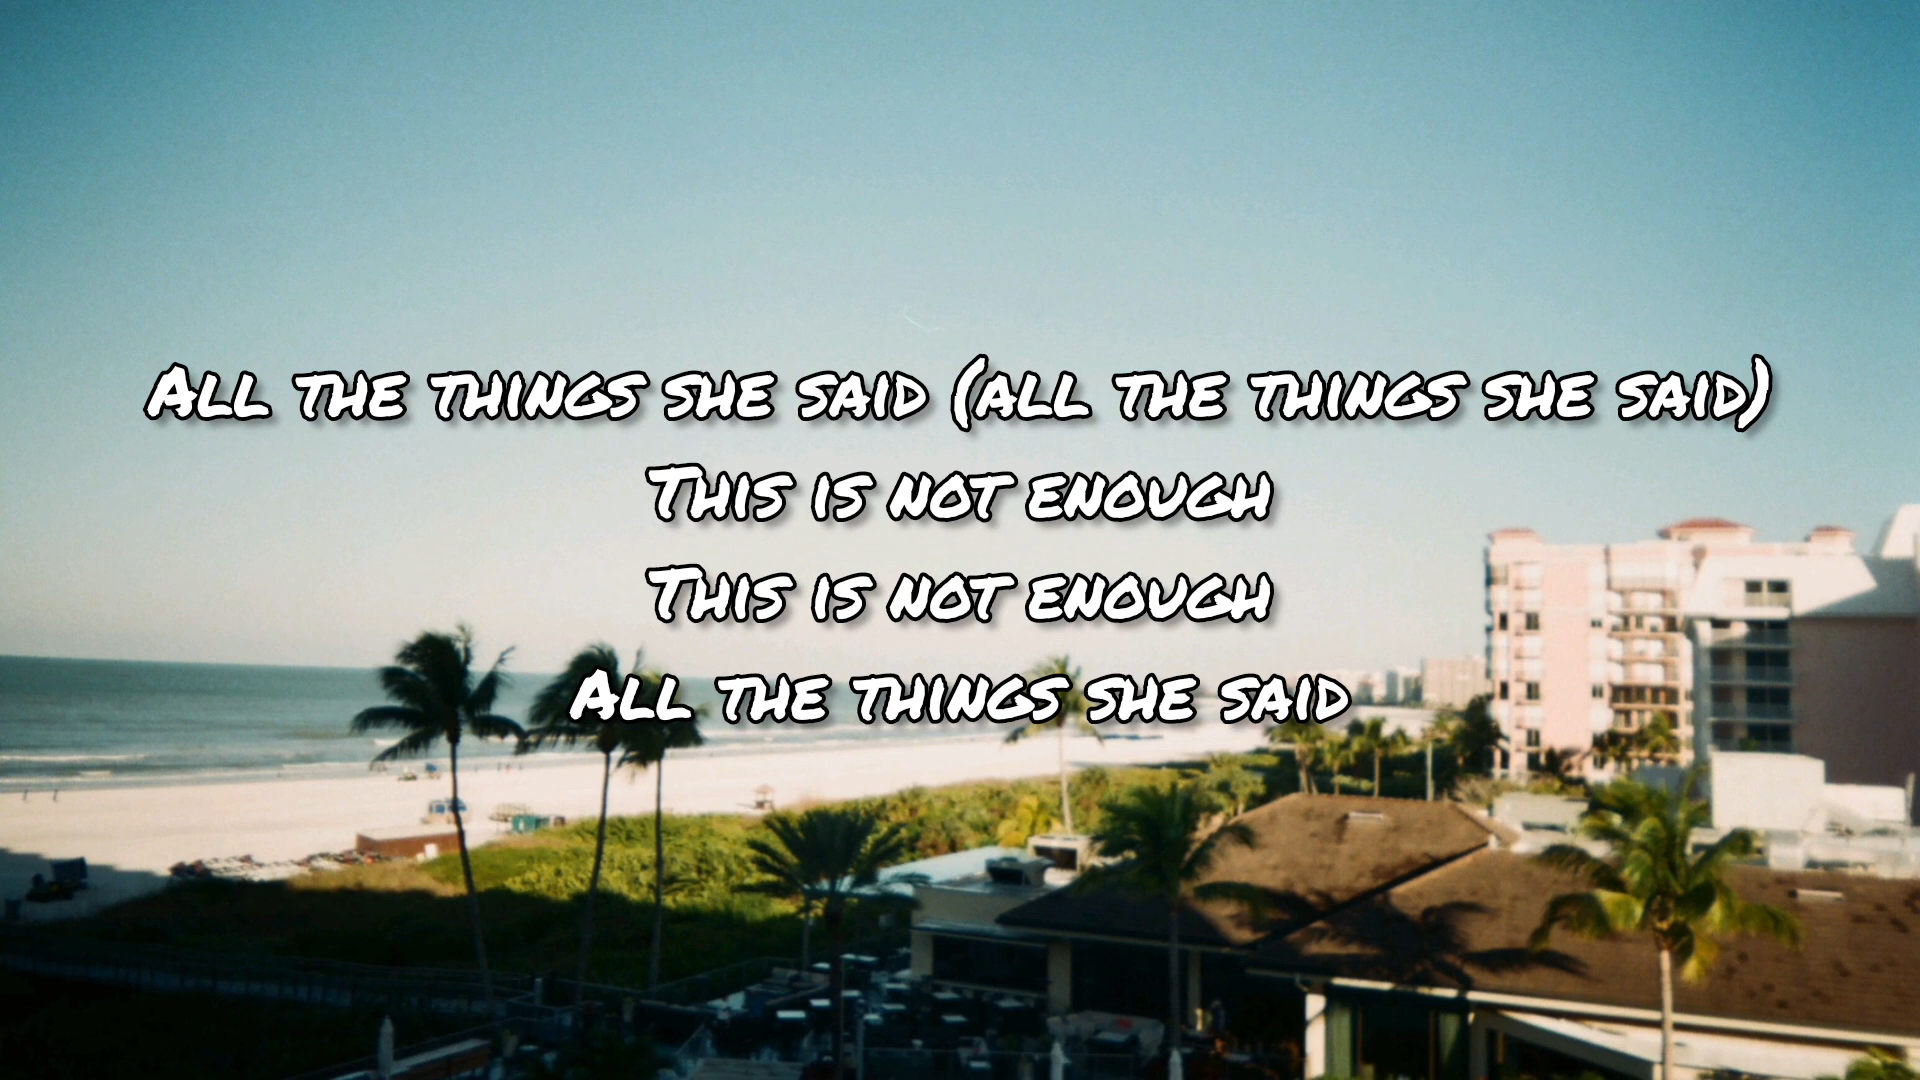 All the things she said (all the things she said)
This is not enough
This is not enough
All the things she said